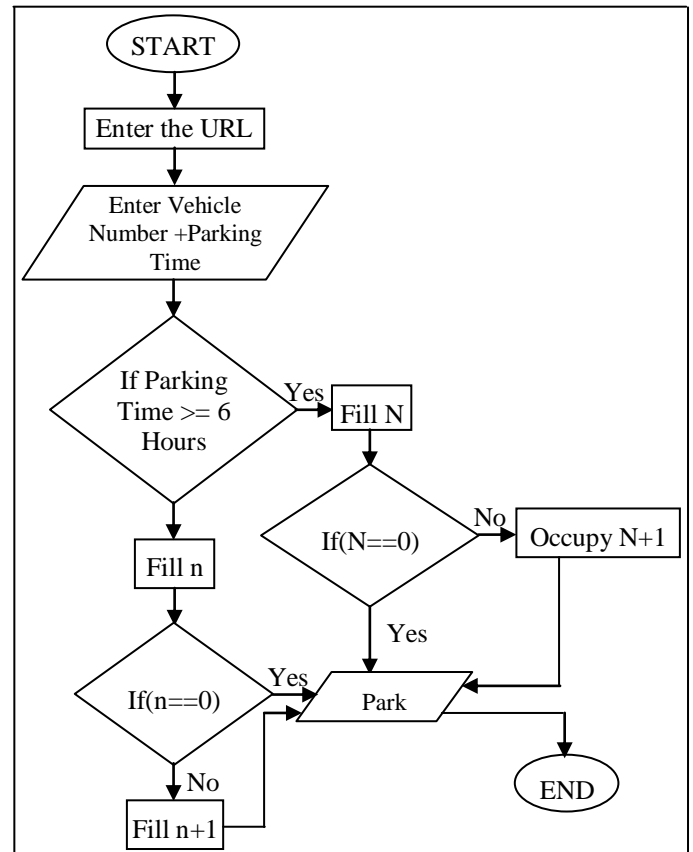 START
Enter the URL
Enter Vehicle
Number +Parking
Time
If Parking
Time >= 6
Hours
Yes
Fill N
If(N==0)
No
Occupy N+1
Yes
Fill n
If(n==0)
Yes
Park
No
Fill n+1
END